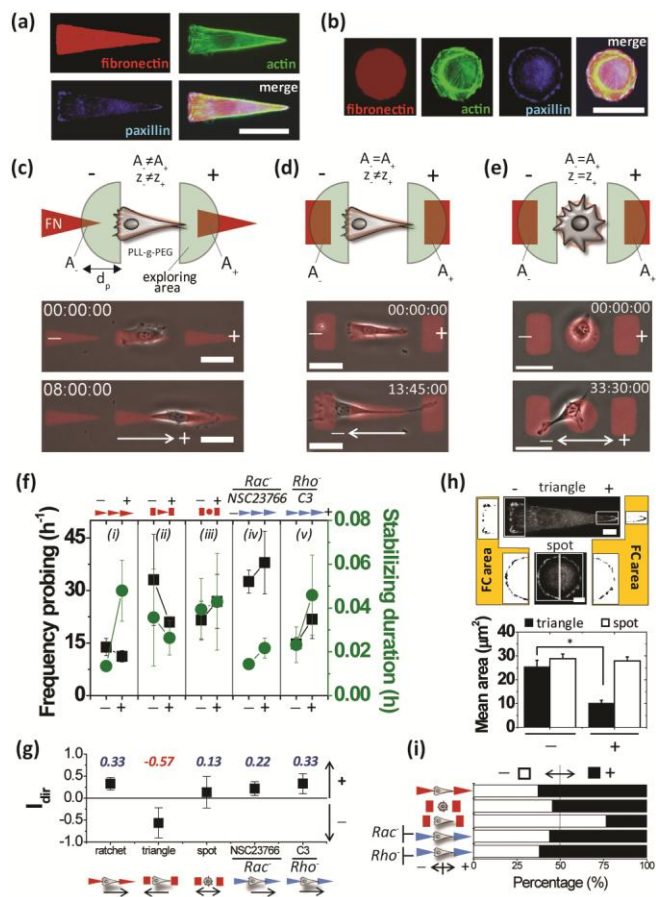 (a)
fibronectin
actin
paxillin
merge
(b)
fibronectin
actin
paxillin
merge
(c)
- A₋≠A₊ +
z₋≠z₊
FN
PLL-g-PEG
A₋
dₚ
exploring
area
A₊
00:00:00
- +
08:00:00
+
(d)
- A₋=A₊ +
z₋≠z₊
A₋
A₊
00:00:00
- +
13:45:00
-
(e)
- A₋=A₊ +
z₋=z₊
A₋
A₊
00:00:00
- +
33:30:00
- +
(f)
Rac⁻ Rho⁻
- + - + - + - NSC23766 + - C3 +
Frequency probing (h⁻¹)
45
30
15
0
(i) (ii) (iii) (iv) (v)
0.08
0.06
0.04
0.02
0.00
Stabilizing duration (h)
- + - + - + - + - +
(g)
I_dir
1.0
0.5
0.0
-0.5
-1.0
0.33 -0.57 0.13 0.22 0.33
+
-
ratchet triangle spot NSC23766 C3
Rac⁻ Rho⁻
(h)
- triangle +
FC area
spot
FC area
triangle spot
Mean area (µm²)
40
30
20
10
0
*
- +
(i)
- +
Rac⁻
Rho⁻
- + +
0 25 50 75 100
Percentage (%)